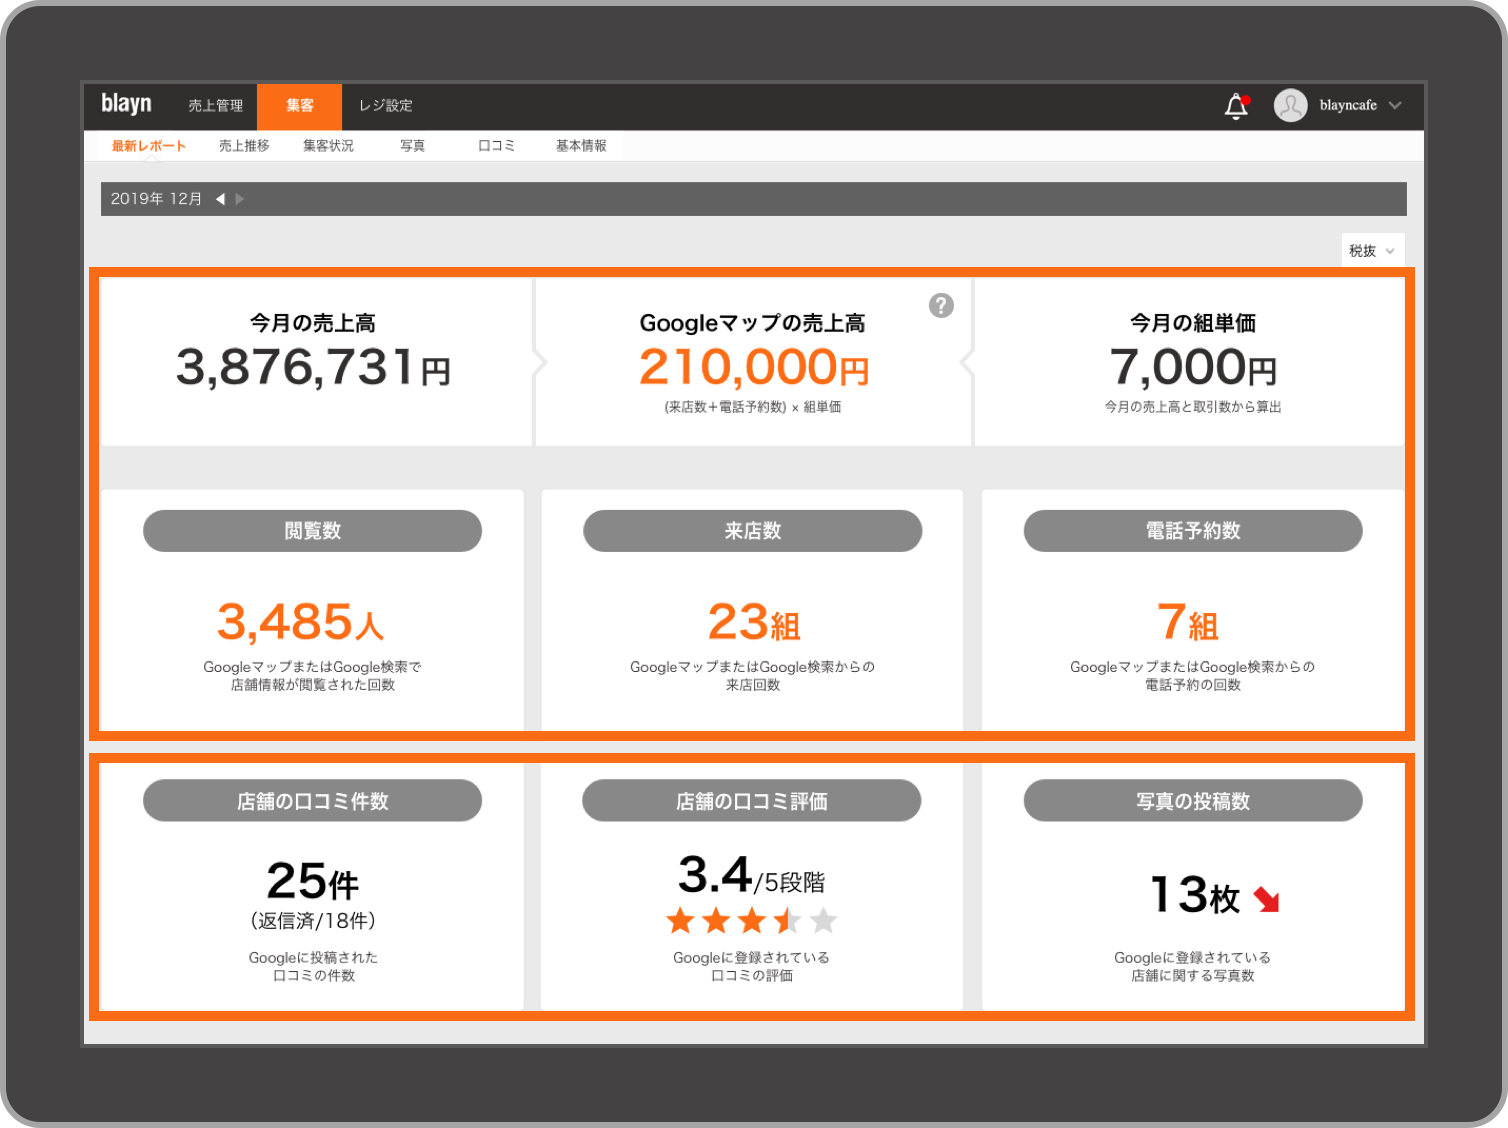 blayn 売上管理 集客 レジ設定 blayncafe
最新レポート 売上推移 集客状況 写真 口コミ 基本情報
2019年 12月
税抜
今月の売上高
3,876,731円
Googleマップの売上高
210,000円
(来店数＋電話予約数) × 組単価
?
今月の組単価
7,000円
今月の売上高と取引数から算出
閲覧数
3,485人
GoogleマップまたはGoogle検索で
店舗情報が閲覧された回数
来店数
23組
GoogleマップまたはGoogle検索からの
来店回数
電話予約数
7組
GoogleマップまたはGoogle検索からの
電話予約の回数
店舗の口コミ件数
25件
（返信済/18件）
Googleに投稿された
口コミの件数
店舗の口コミ評価
3.4/5段階
Googleに登録されている
口コミの評価
写真の投稿数
13枚
Googleに登録されている
店舗に関する写真数